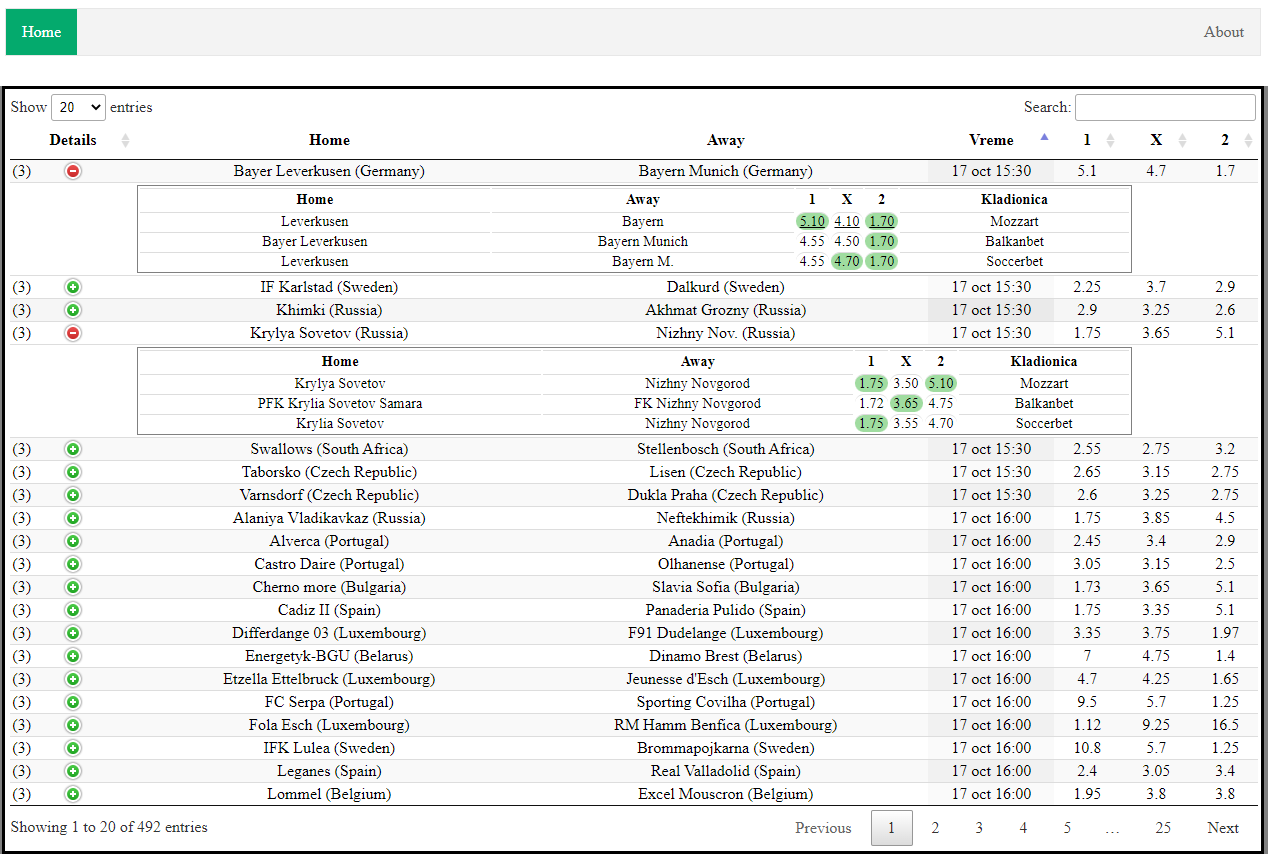 Home About
Show 20 entries Search:
Details Home Away Vreme 1 X 2
(3) Bayer Leverkusen (Germany) Bayern Munich (Germany) 17 oct 15:30 5.1 4.7 1.7
Home Away 1 X 2 Kladionica
Leverkusen Bayern 5.10 4.10 1.70 Mozzart
Bayer Leverkusen Bayern Munich 4.55 4.50 1.70 Balkanbet
Leverkusen Bayern M. 4.55 4.70 1.70 Soccerbet
(3) IF Karlstad (Sweden) Dalkurd (Sweden) 17 oct 15:30 2.25 3.7 2.9
(3) Khimki (Russia) Akhmat Grozny (Russia) 17 oct 15:30 2.9 3.25 2.6
(3) Krylya Sovetov (Russia) Nizhny Nov. (Russia) 17 oct 15:30 1.75 3.65 5.1
Home Away 1 X 2 Kladionica
Krylya Sovetov Nizhny Novgorod 1.75 3.50 5.10 Mozzart
PFK Krylia Sovetov Samara FK Nizhny Novgorod 1.72 3.65 4.75 Balkanbet
Krylia Sovetov Nizhny Novgorod 1.75 3.55 4.70 Soccerbet
(3) Swallows (South Africa) Stellenbosch (South Africa) 17 oct 15:30 2.55 2.75 3.2
(3) Taborsko (Czech Republic) Lisen (Czech Republic) 17 oct 15:30 2.65 3.15 2.75
(3) Varnsdorf (Czech Republic) Dukla Praha (Czech Republic) 17 oct 15:30 2.6 3.25 2.75
(3) Alaniya Vladikavkaz (Russia) Neftekhimik (Russia) 17 oct 16:00 1.75 3.85 4.5
(3) Alverca (Portugal) Anadia (Portugal) 17 oct 16:00 2.45 3.4 2.9
(3) Castro Daire (Portugal) Olhanense (Portugal) 17 oct 16:00 3.05 3.15 2.5
(3) Cherno more (Bulgaria) Slavia Sofia (Bulgaria) 17 oct 16:00 1.73 3.65 5.1
(3) Cadiz II (Spain) Panaderia Pulido (Spain) 17 oct 16:00 1.75 3.35 5.1
(3) Differdange 03 (Luxembourg) F91 Dudelange (Luxembourg) 17 oct 16:00 3.35 3.75 1.97
(3) Energetyk-BGU (Belarus) Dinamo Brest (Belarus) 17 oct 16:00 7 4.75 1.4
(3) Etzella Ettelbruck (Luxembourg) Jeunesse d'Esch (Luxembourg) 17 oct 16:00 4.7 4.25 1.65
(3) FC Serpa (Portugal) Sporting Covilha (Portugal) 17 oct 16:00 9.5 5.7 1.25
(3) Fola Esch (Luxembourg) RM Hamm Benfica (Luxembourg) 17 oct 16:00 1.12 9.25 16.5
(3) IFK Lulea (Sweden) Brommapojkarna (Sweden) 17 oct 16:00 10.8 5.7 1.25
(3) Leganes (Spain) Real Valladolid (Spain) 17 oct 16:00 2.4 3.05 3.4
(3) Lommel (Belgium) Excel Mouscron (Belgium) 17 oct 16:00 1.95 3.8 3.8
Showing 1 to 20 of 492 entries Previous 1 2 3 4 5 … 25 Next